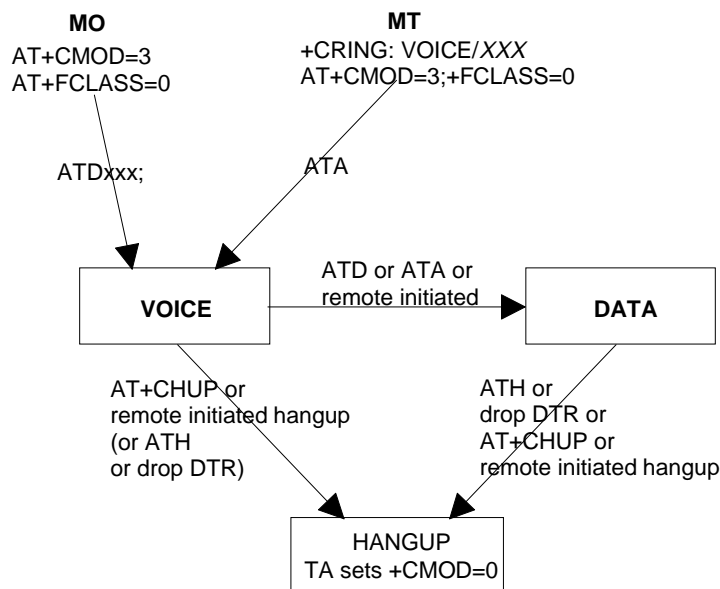 MO
AT+CMOD=3
AT+FCLASS=0
MT
+CRING: VOICE/XXX
AT+CMOD=3;+FCLASS=0
ATDxxx;
ATA
VOICE
ATD or ATA or
remote initiated
DATA
AT+CHUP or
remote initiated hangup
(or ATH
or drop DTR)
ATH or
drop DTR or
AT+CHUP or
remote initiated hangup
HANGUP
TA sets +CMOD=0